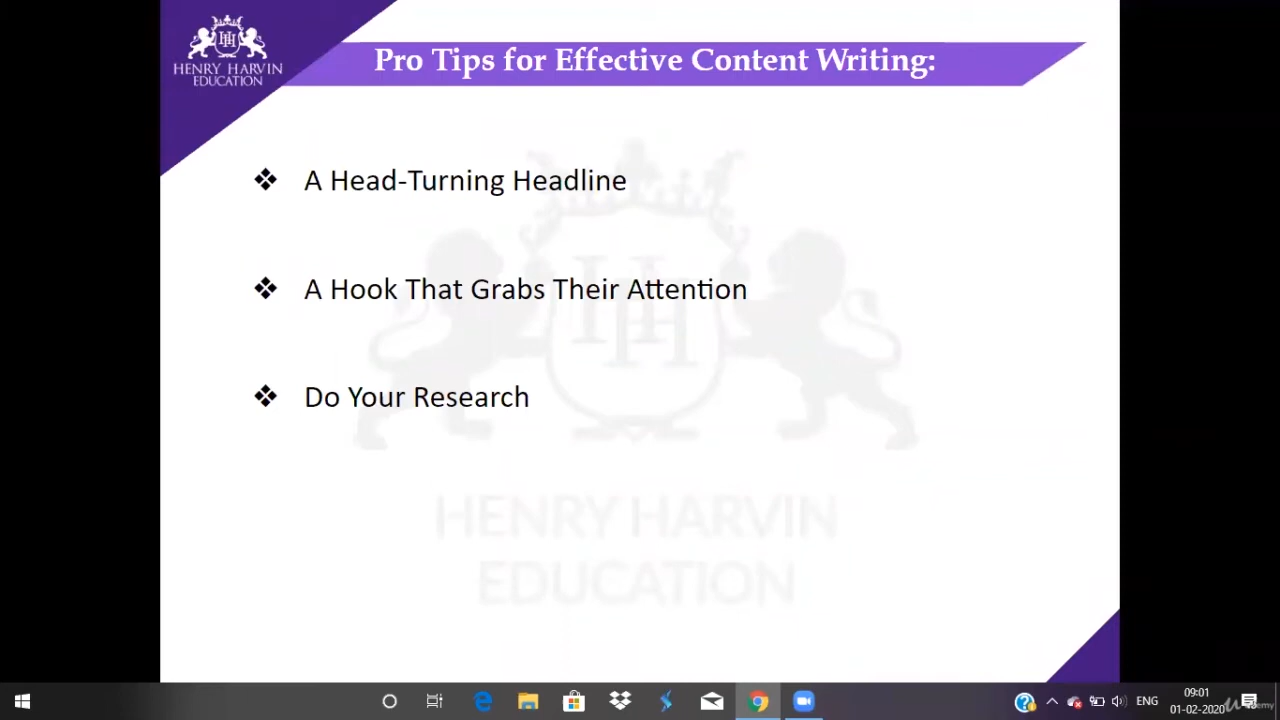 HENRY HARVIN
EDUCATION
Pro Tips for Effective Content Writing:
A Head-Turning Headline
A Hook That Grabs Their Attention
Do Your Research
HH
HENRY HARVIN
EDUCATION
ENG
09:01
01-02-2020